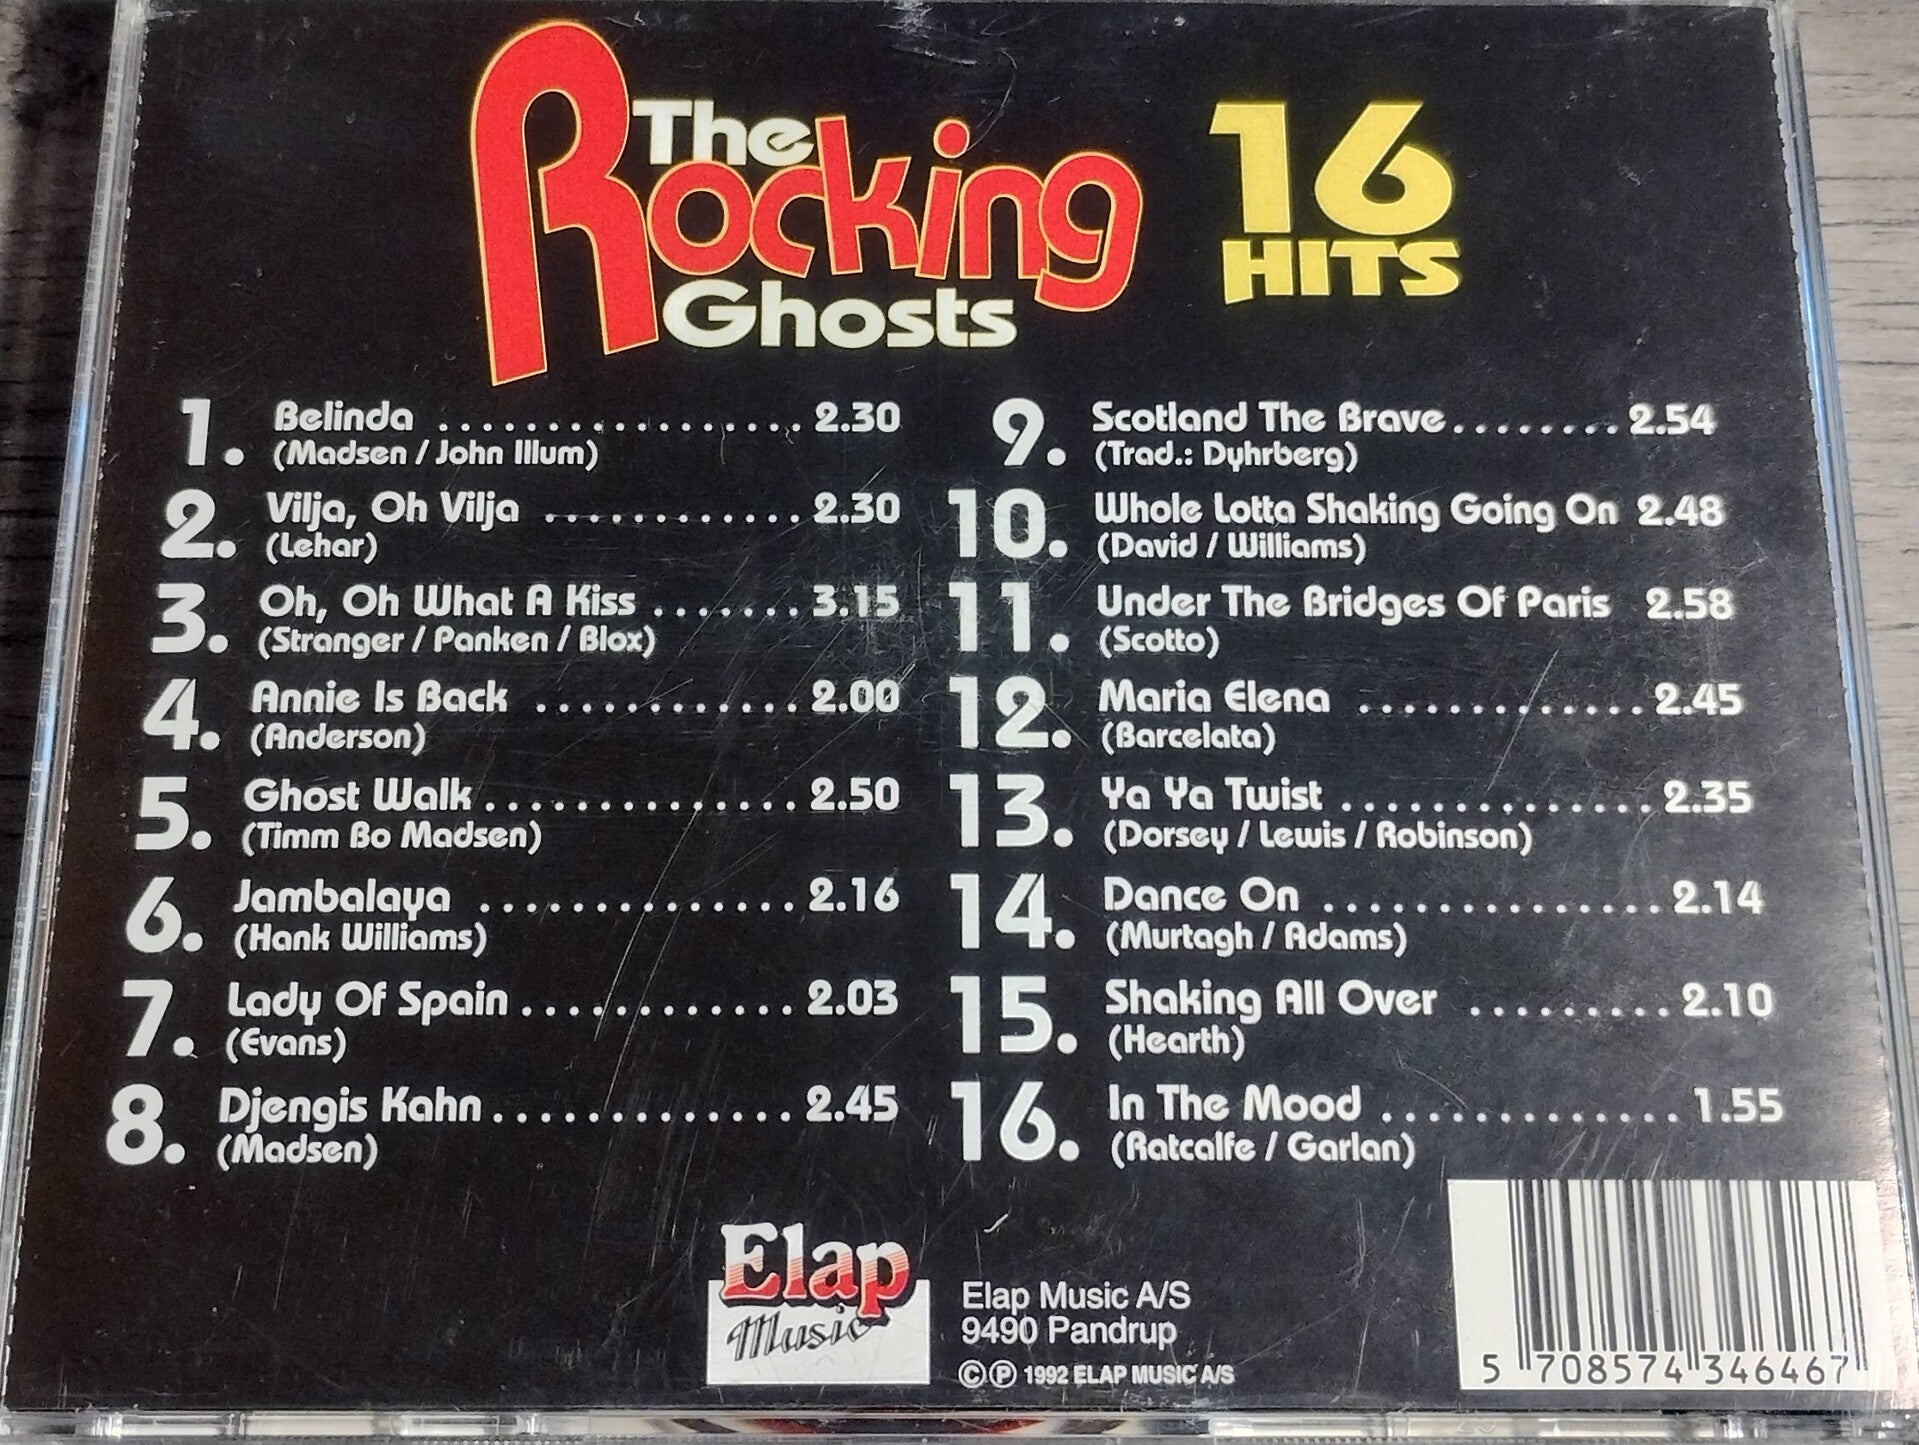 The
Rocking
Ghosts
16
HITS
1. Belinda .................. 2.30
(Madsen / John Illum)
2. Vilja, Oh Vilja ............ 2.30
(Lehar)
3. Oh, Oh What A Kiss ....... 3.15
(Stranger / Panken / Blox)
4. Annie Is Back ............. 2.00
(Anderson)
5. Ghost Walk ............... 2.50
(Timm Bo Madsen)
6. Jambalaya .............. 2.16
(Hank Williams)
7. Lady Of Spain ............ 2.03
(Evans)
8. Djengis Kahn ............. 2.45
(Madsen)
9. Scotland The Brave ........ 2.54
(Trad.: Dyhrberg)
10. Whole Lotta Shaking Going On 2.48
(David / Williams)
11. Under The Bridges Of Paris 2.58
(Scotto)
12. Maria Elena ............. 2.45
(Barcelata)
13. Ya Ya Twist .............. 2.35
(Dorsey / Lewis / Robinson)
14. Dance On ............... 2.14
(Murtagh / Adams)
15. Shaking All Over ......... 2.10
(Hearth)
16. In The Mood ............. 1.55
(Ratcalfe / Garlan)
Elap
Music
Elap Music A/S
9490 Pandrup
© ℗ 1992 ELAP MUSIC A/S
5 708574 346467